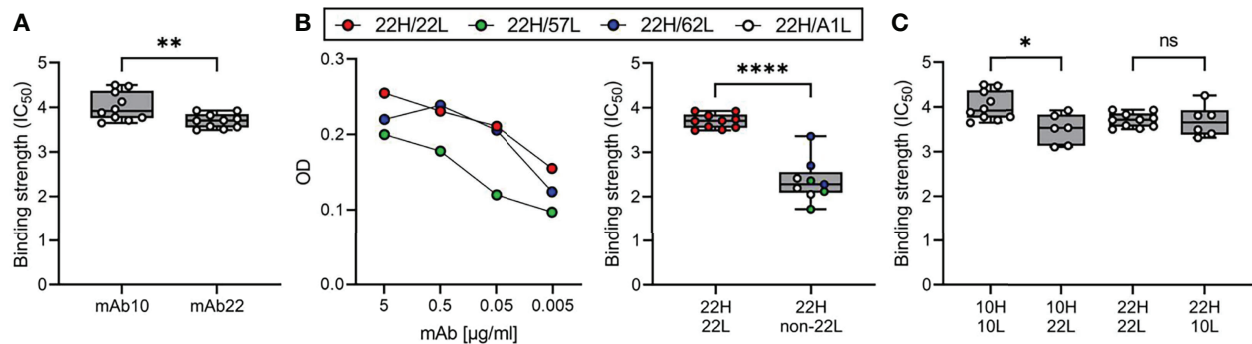 A
B
C
22H/22L
22H/57L
22H/62L
22H/A1L
Binding strength (IC50)
5
4
3
2
1
0
**
mAb10
mAb22
OD
0.3
0.2
0.1
0.0
5
0.5
0.05
0.005
mAb [µg/ml]
Binding strength (IC50)
5
4
3
2
1
0
****
22H
22L
22H
non-22L
Binding strength (IC50)
5
4
3
2
1
0
*
ns
10H
10L
10H
22L
22H
22L
22H
10L